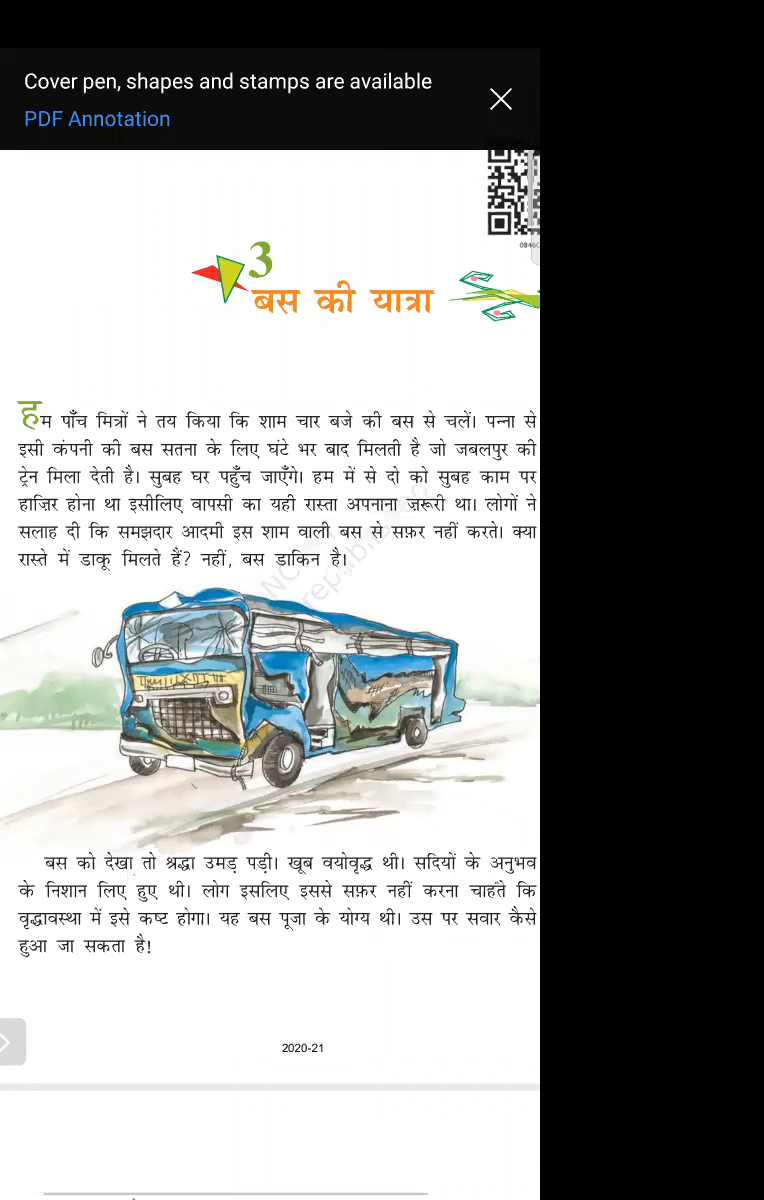 Cover pen, shapes and stamps are available
PDF Annotation
3
बस की यात्रा
हम पाँच मित्रों ने तय किया कि शाम चार बजे की बस से चलें। पन्ना से
इसी कंपनी की बस सतना के लिए घंटे भर बाद मिलती है जो जबलपुर की
ट्रेन मिला देती है। सुबह घर पहुँच जाएँगे। हम में से दो को सुबह काम पर
हाज़िर होना था इसीलिए वापसी का यही रास्ता अपनाना ज़रूरी था। लोगों ने
सलाह दी कि समझदार आदमी इस शाम वाली बस से सफ़र नहीं करते। क्या
रास्ते में डाकू मिलते हैं? नहीं, बस डाकिन है।
बस को देखा तो श्रद्धा उमड़ पड़ी। खूब वयोवृद्ध थी। सदियों के अनुभव
के निशान लिए हुए थी। लोग इसलिए इससे सफ़र नहीं करना चाहते कि
वृद्धावस्था में इसे कष्ट होगा। यह बस पूजा के योग्य थी। उस पर सवार कैसे
हुआ जा सकता है!
2020-21